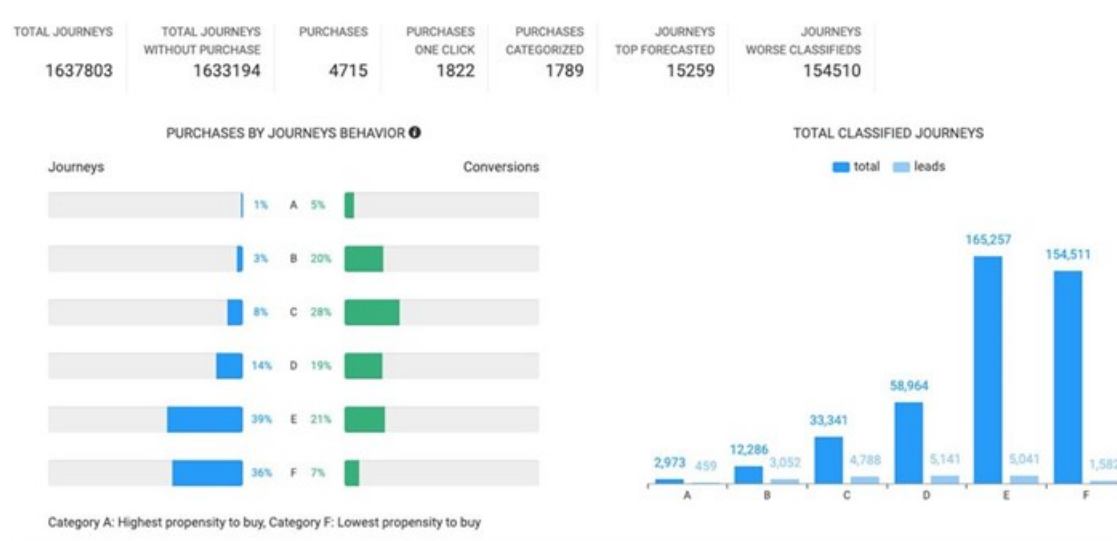 TOTAL JOURNEYS
1637803
TOTAL JOURNEYS
WITHOUT PURCHASE
1633194
PURCHASES
4715
PURCHASES
ONE CLICK
1822
PURCHASES
CATEGORIZED
1789
JOURNEYS
TOP FORECASTED
15259
JOURNEYS
WORSE CLASSIFIEDS
154510
PURCHASES BY JOURNEYS BEHAVIOR
Journeys Conversions
1% A 5%
3% B 20%
8% C 28%
14% D 19%
39% E 21%
36% F 7%
Category A: Highest propensity to buy, Category F: Lowest propensity to buy
TOTAL CLASSIFIED JOURNEYS
total leads
2,973 459
12,286 3,052
33,341 4,788
58,964 5,141
165,257 5,041
154,511 1,582
A B C D E F